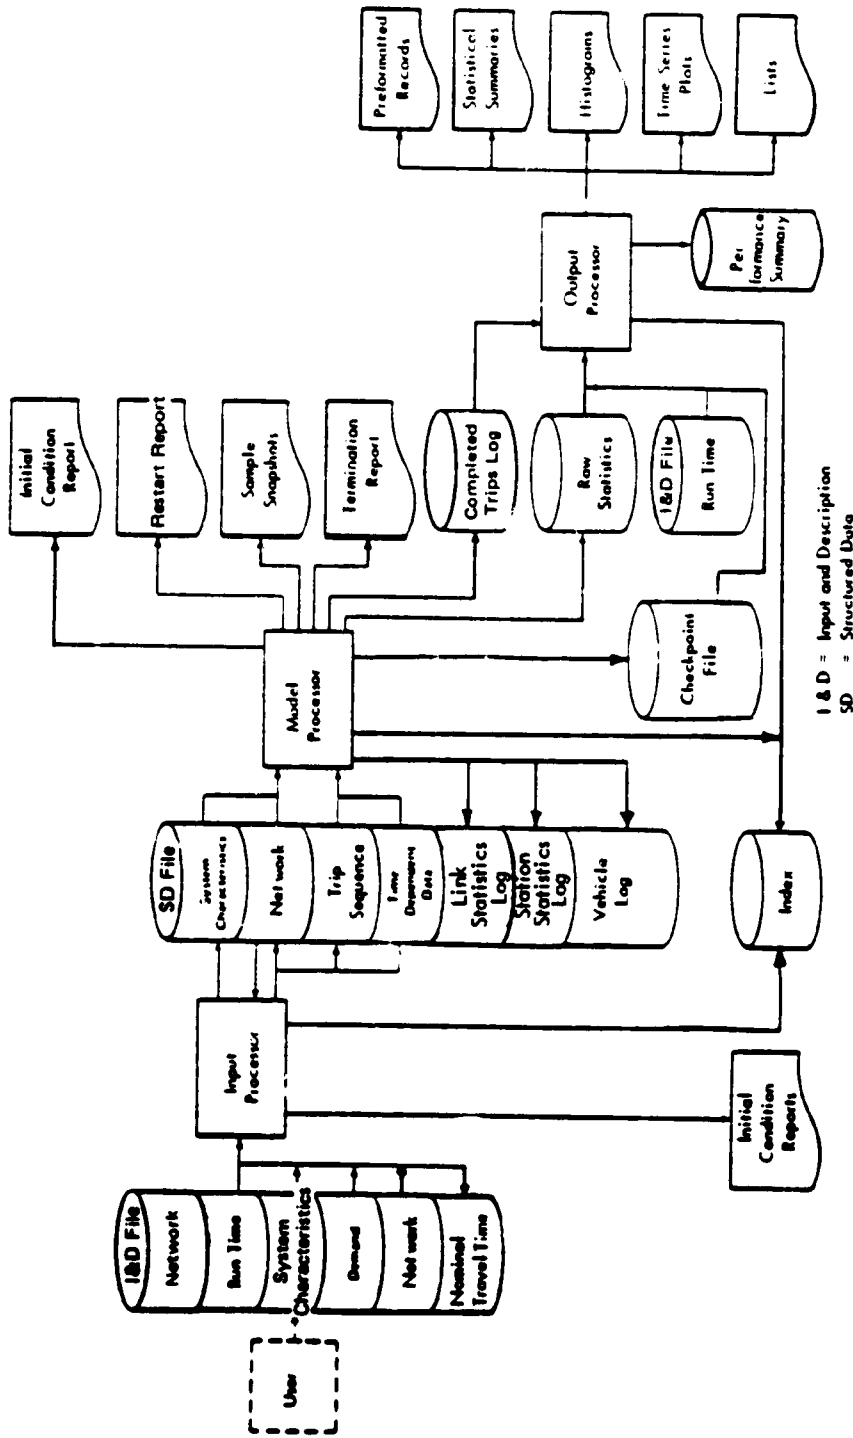 User
I&D File
Network
Run Time
System
Characteristics
Demand
Network
Nominal
Travel Time
Input
Processor
Initial
Condition
Reports
SD File
System
Characteristics
Network
Trip
Sequence
Time
Dependent
Data
Link
Statistics
Log
Station
Statistics
Log
Vehicle
Log
Index
Model
Processor
Initial
Condition
Report
Restart Report
Sample
Snapshots
Termination
Report
Completed
Trips Log
Raw
Statistics
I&D File
Run Time
Checkpoint
File
Output
Processor
Per
formance
Summary
Preformatted
Records
Statistical
Summaries
Histograms
Time Series
Plots
Lists
I & D = Input and Description
SD = Structured Data